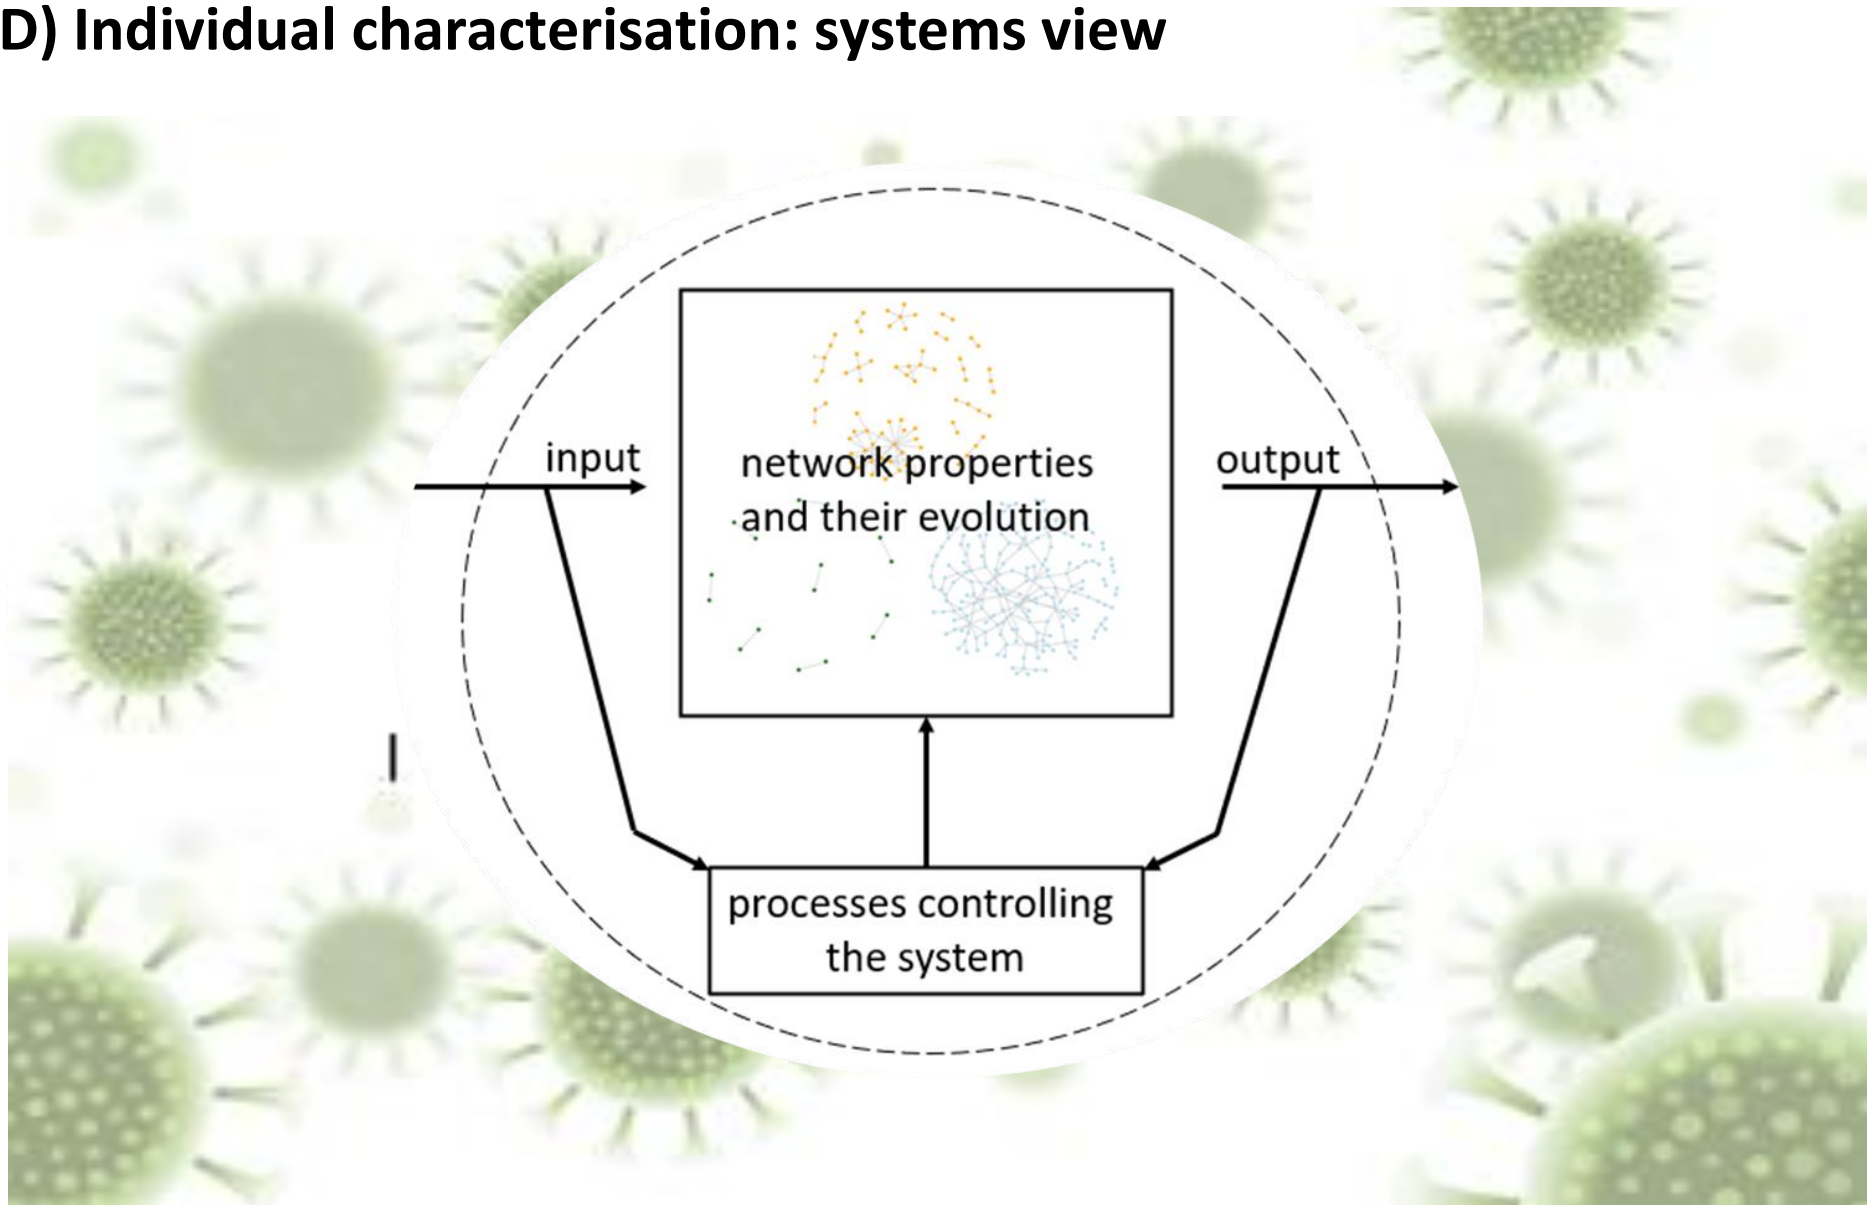 D) Individual characterisation: systems view
input
output
network properties
and their evolution
processes controlling
the system